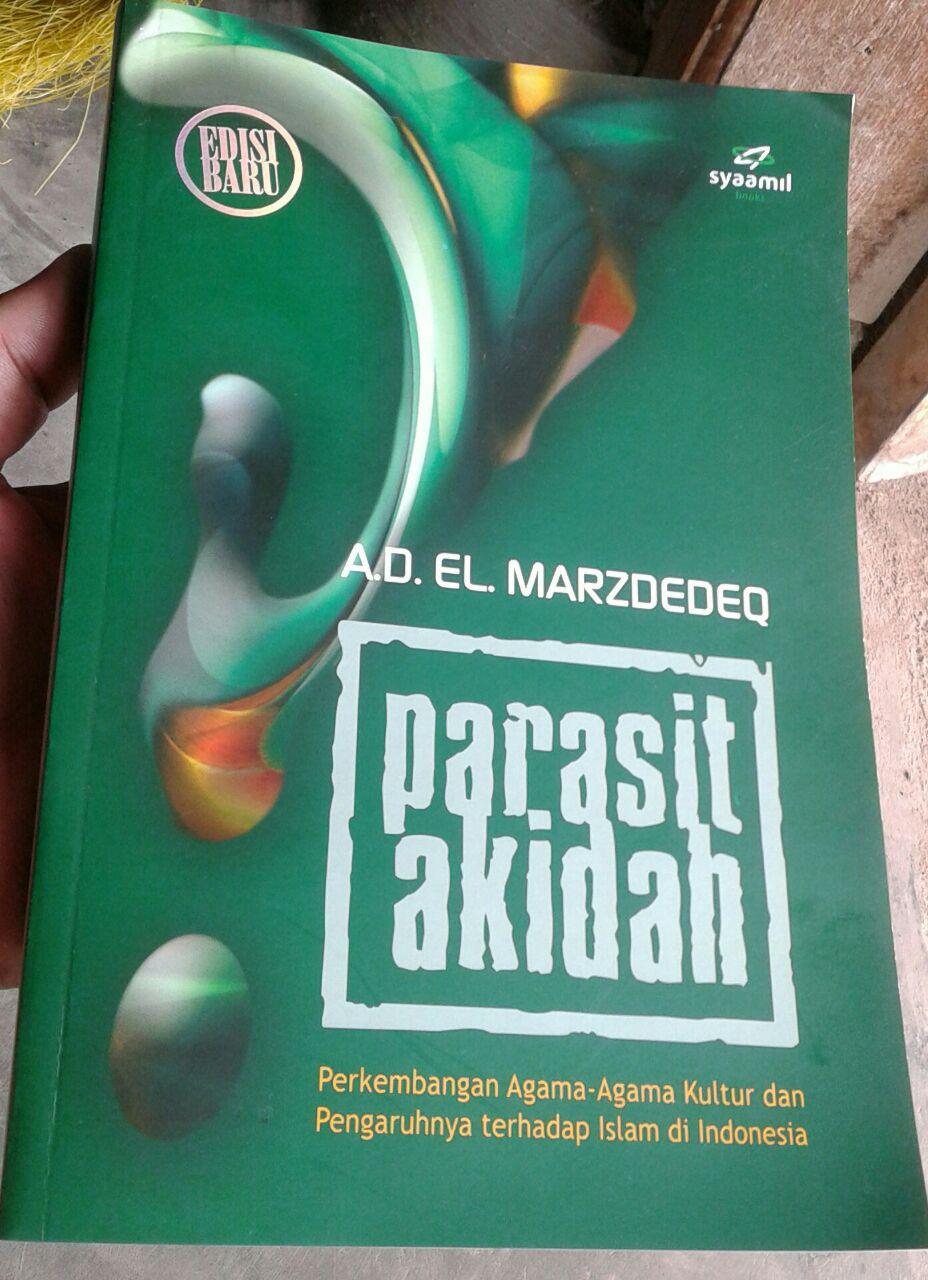 EDISI
BARU
syaamil
books
A.D. EL. MARZDEDEQ
parasit
akidah
Perkembangan Agama-Agama Kultur dan
Pengaruhnya terhadap Islam di Indonesia